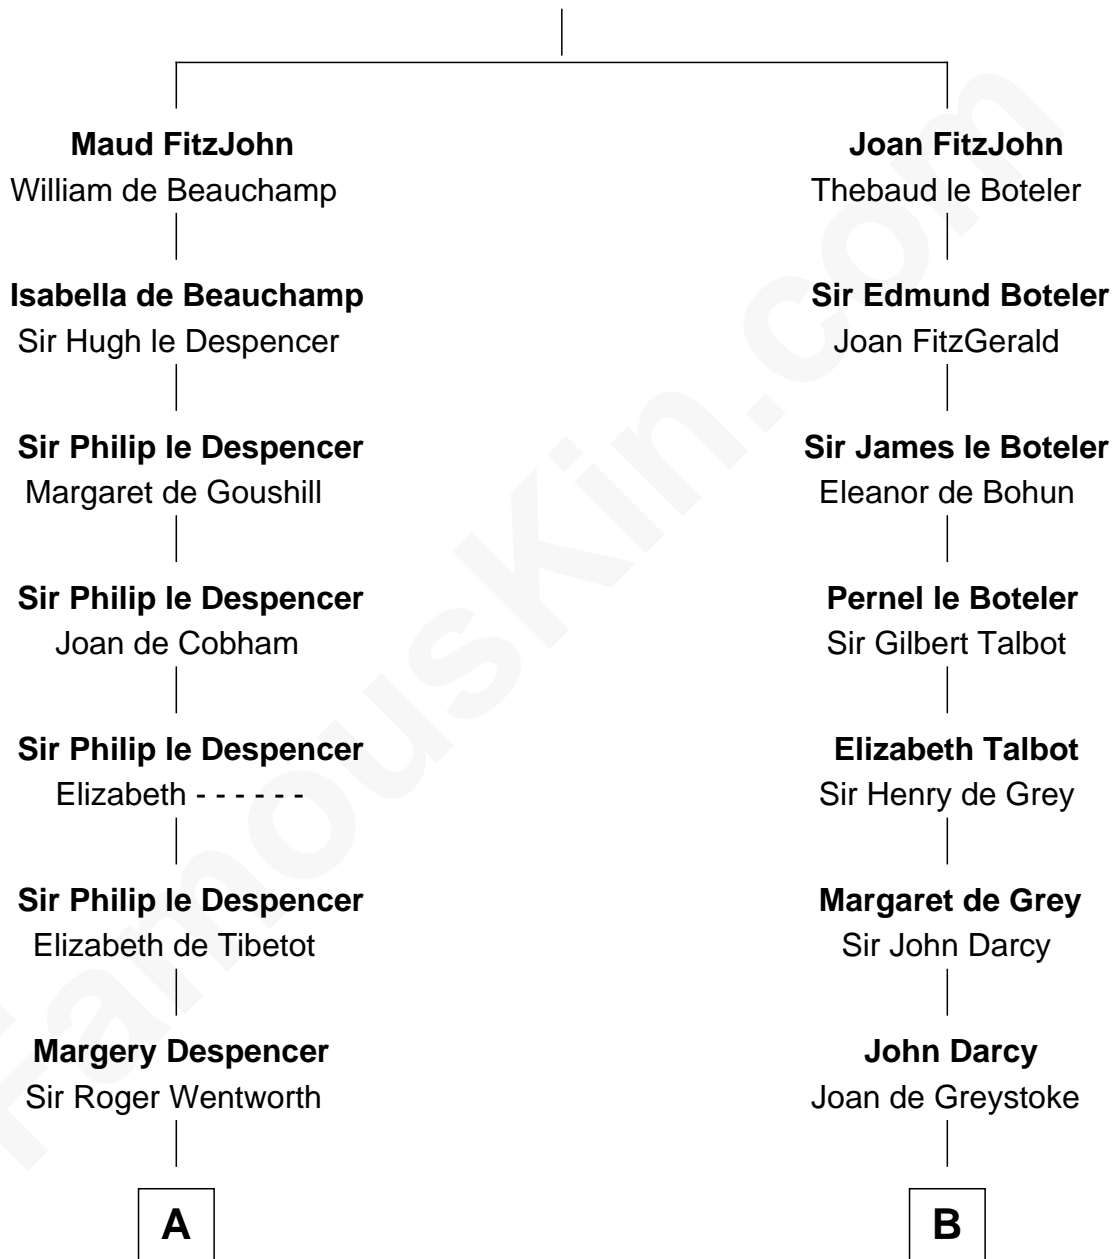 Maud FitzJohn
William de Beauchamp
Isabella de Beauchamp
Sir Hugh le Despencer
Sir Philip le Despencer
Margaret de Goushill
Sir Philip le Despencer
Joan de Cobham
Sir Philip le Despencer
Elizabeth - - - - - -
Sir Philip le Despencer
Elizabeth de Tibetot
Margery Despencer
Sir Roger Wentworth
A
Joan FitzJohn
Thebaud le Boteler
Sir Edmund Boteler
Joan FitzGerald
Sir James le Boteler
Eleanor de Bohun
Pernel le Boteler
Sir Gilbert Talbot
Elizabeth Talbot
Sir Henry de Grey
Margaret de Grey
Sir John Darcy
John Darcy
Joan de Greystoke
B
FamousKin.com